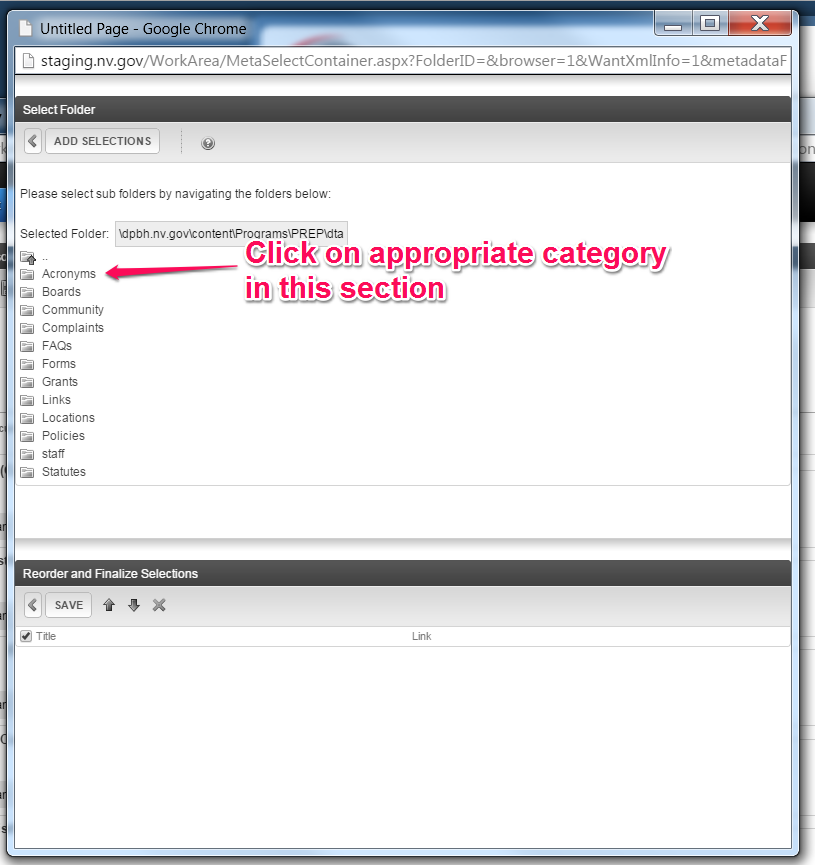 Untitled Page - Google Chrome
staging.nv.gov/WorkArea/MetaSelectContainer.aspx?FolderID=&browser=1&WantXmlInfo=1&metadataF
Select Folder
ADD SELECTIONS
Please select sub folders by navigating the folders below:
Selected Folder: \dpbh.nv.gov\content\Programs\PREP\dta
..
Click on appropriate category
in this section
Acronyms
Boards
Community
Complaints
FAQs
Forms
Grants
Links
Locations
Policies
staff
Statutes
Reorder and Finalize Selections
SAVE
Title Link